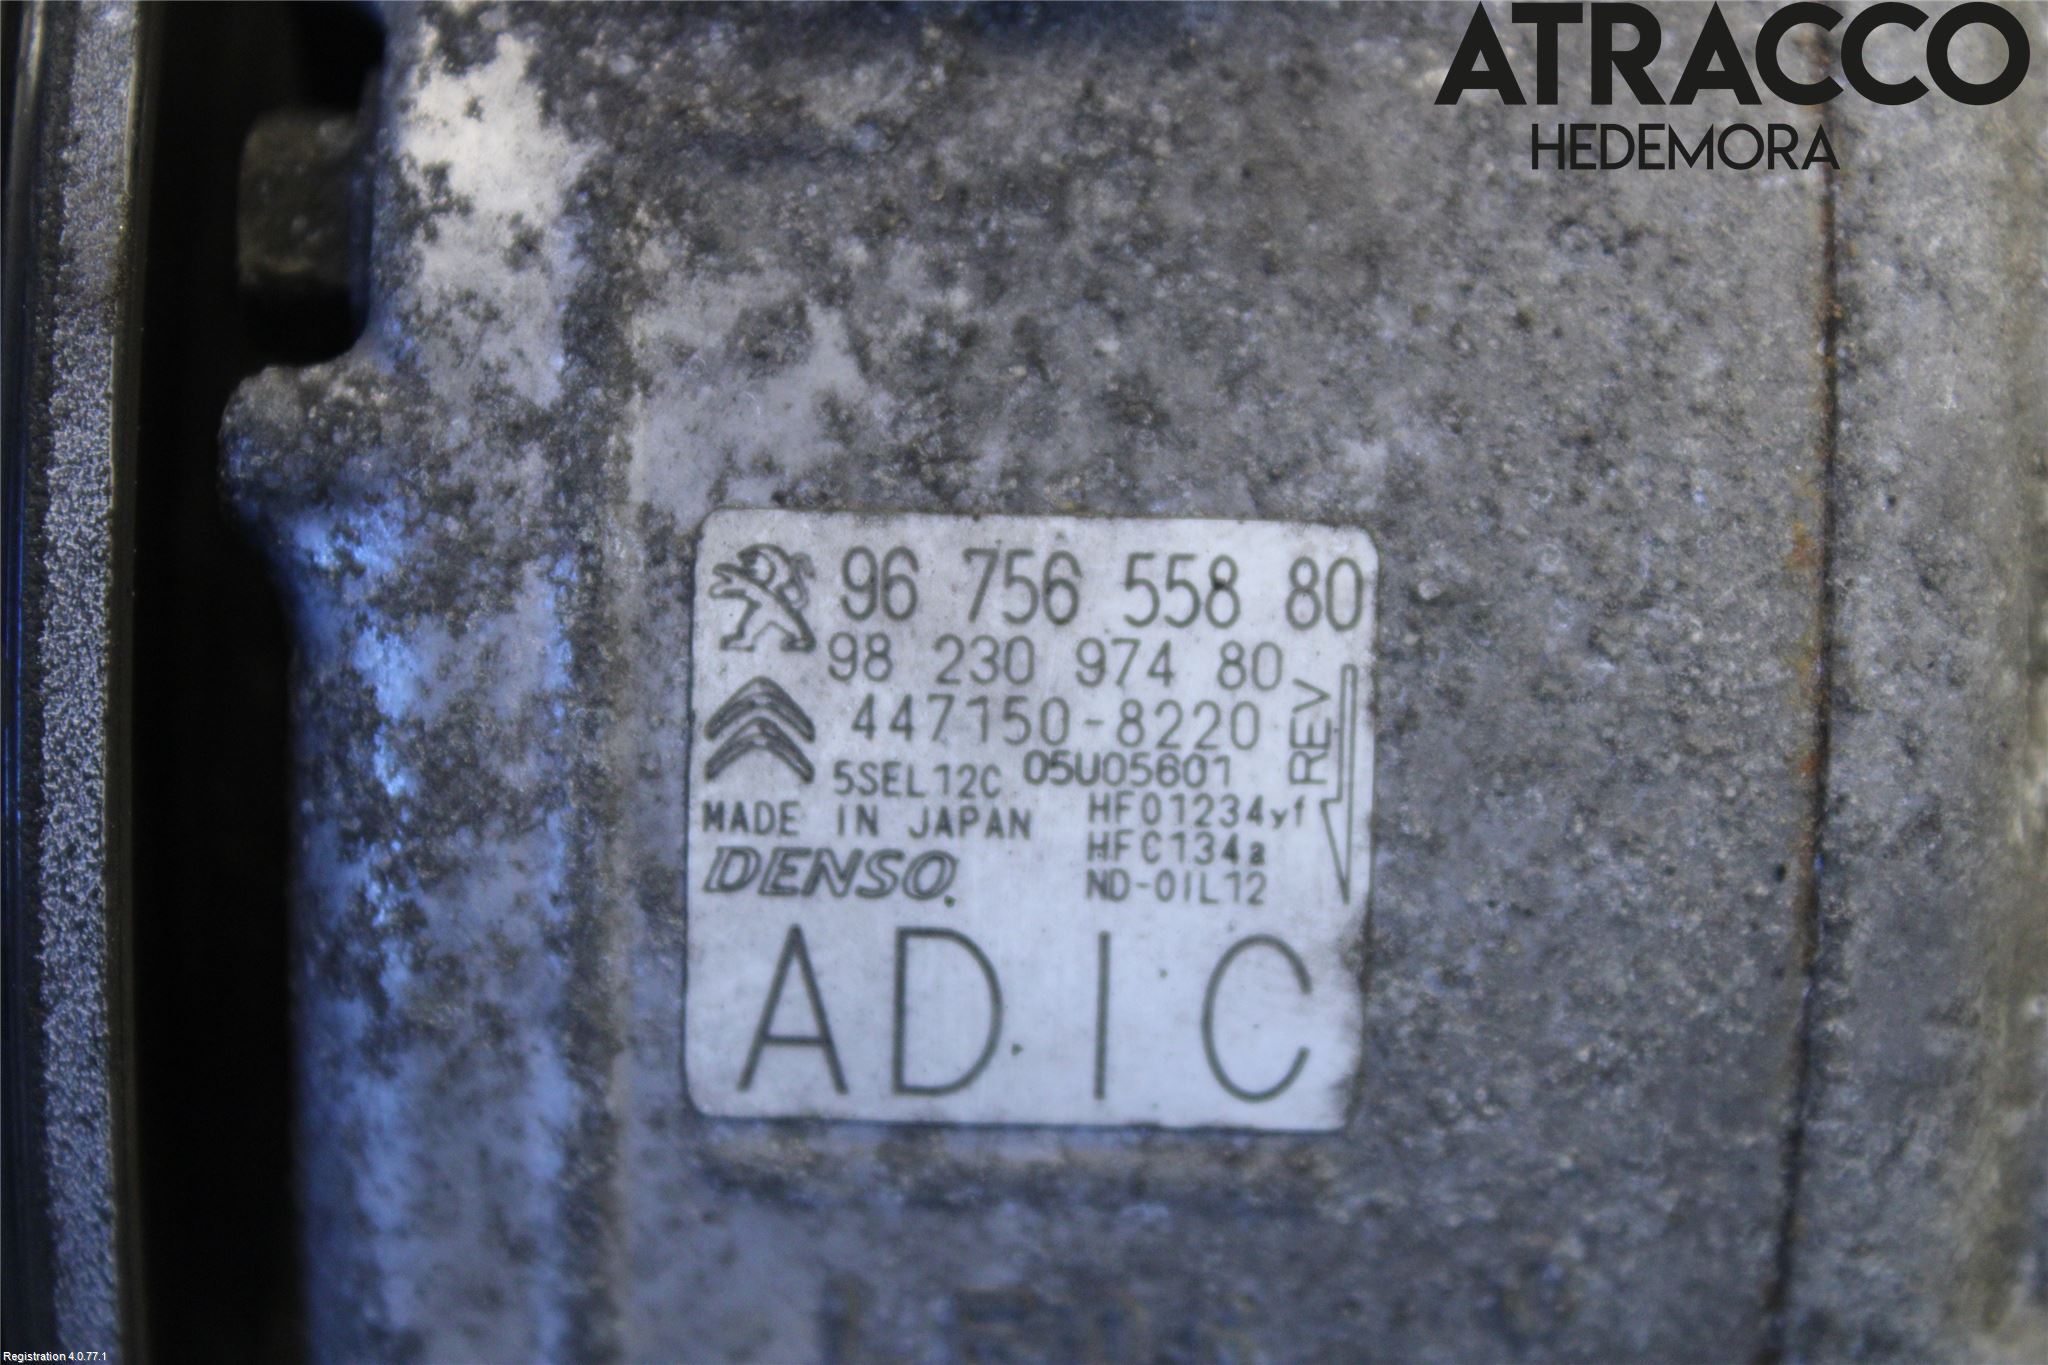 ATRACCO
HEDEMORA
96 756 558 80
98 230 974 80
447150-8220
5SEL12C 05U05601
REV
MADE IN JAPAN
HFO1234yf
HFC134a
DENSO
ND-OIL12
ADIC
Registration 4.0.77.1